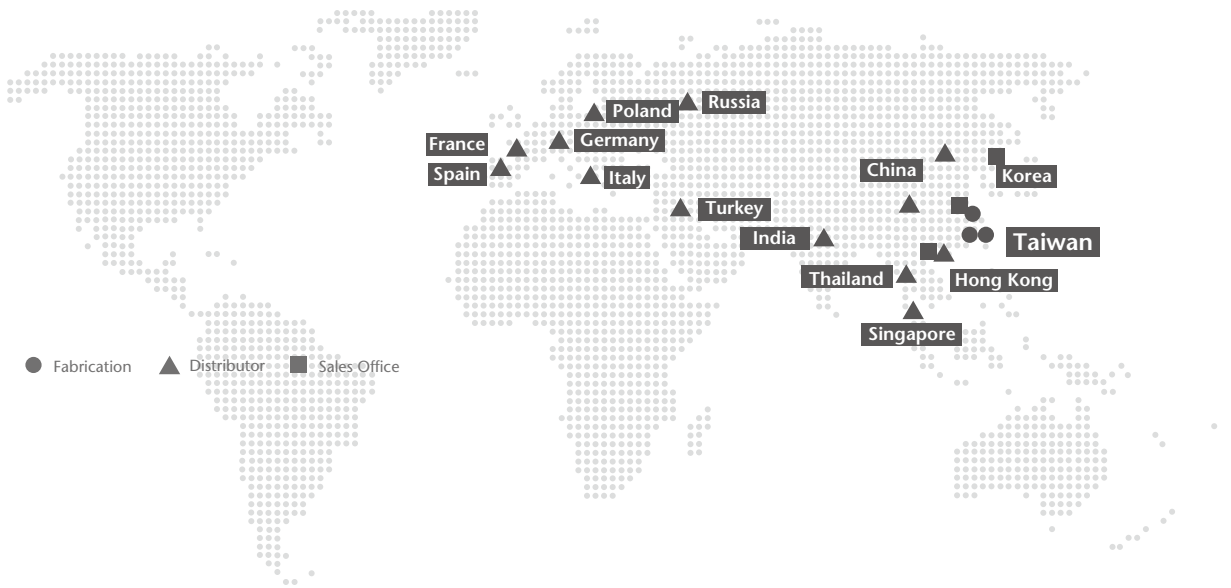 Poland
Russia
France
Germany
Spain
Italy
China
Korea
Turkey
India
Taiwan
Thailand
Hong Kong
Singapore
Fabrication
Distributor
Sales Office